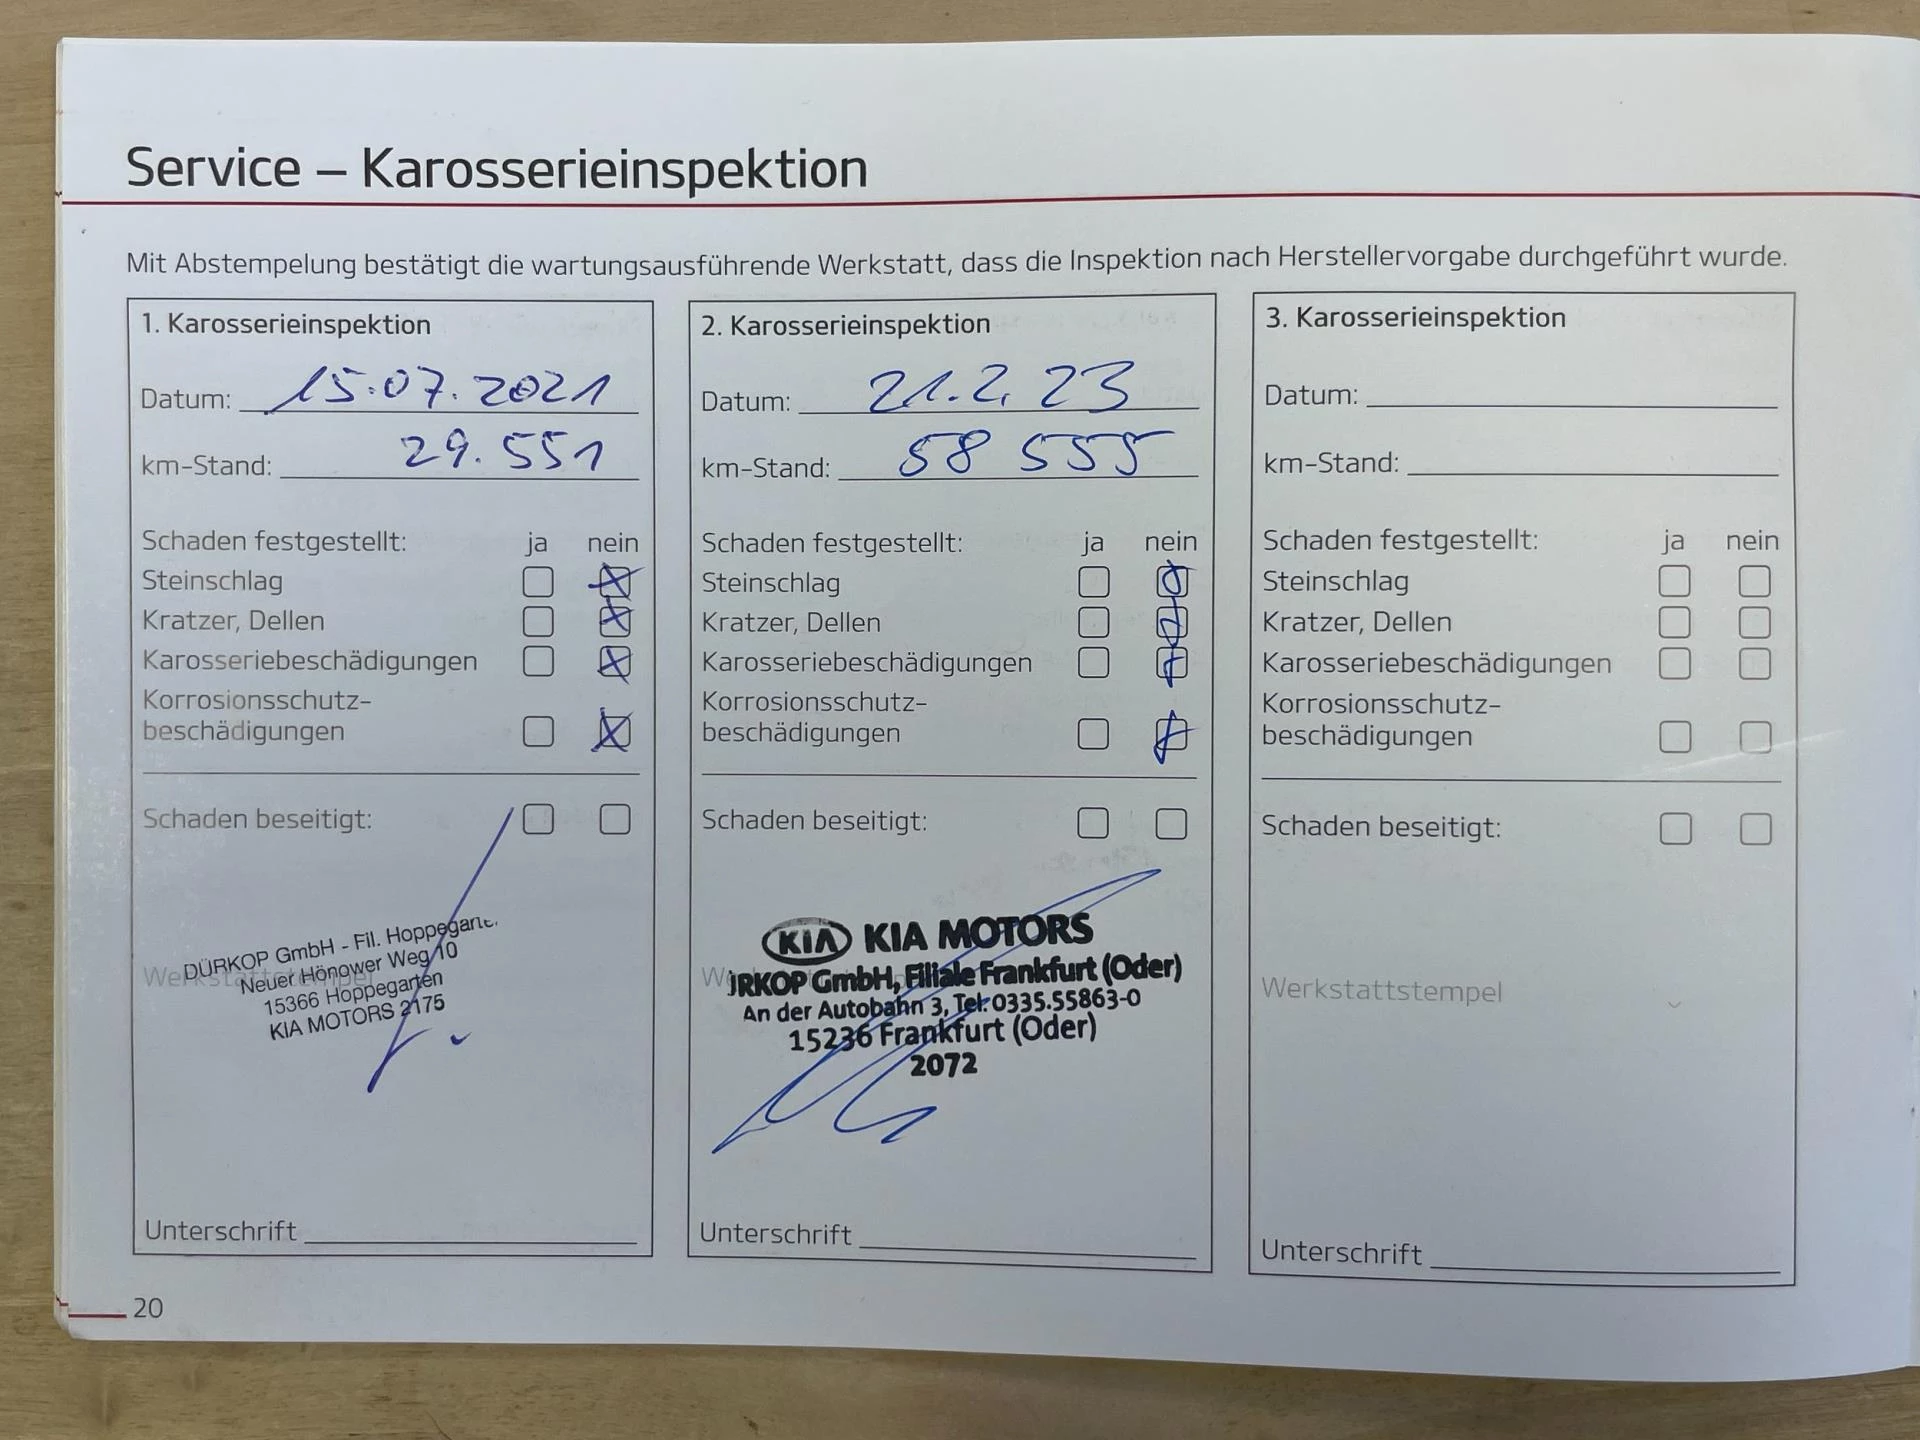 Service – Karosserieinspektion
Mit Abstempelung bestätigt die wartungsausführende Werkstatt, dass die Inspektion nach Herstellervorgabe durchgeführt wurde.
1. Karosserieinspektion
Datum: 15.07.2021
km-Stand: 29.551
Schaden festgestellt: ja nein
Steinschlag
Kratzer, Dellen
Karosseriebeschädigungen
Korrosionsschutz-
beschädigungen
Schaden beseitigt:
Werkstattstempel
DÜRKOP GmbH - Fil. Hoppegarte
Neuer Hönower Weg 10
15366 Hoppegarten
KIA MOTORS 2175
Unterschrift
2. Karosserieinspektion
Datum: 21.2.23
km-Stand: 58 555
Schaden festgestellt: ja nein
Steinschlag
Kratzer, Dellen
Karosseriebeschädigungen
Korrosionsschutz-
beschädigungen
Schaden beseitigt:
KIA KIA MOTORS
RKOP GmbH, Filiale Frankfurt (Oder)
An der Autobahn 3, Tel. 0335.55863-0
15236 Frankfurt (Oder)
2072
Unterschrift
3. Karosserieinspektion
Datum:
km-Stand:
Schaden festgestellt: ja nein
Steinschlag
Kratzer, Dellen
Karosseriebeschädigungen
Korrosionsschutz-
beschädigungen
Schaden beseitigt:
Werkstattstempel
Unterschrift
20